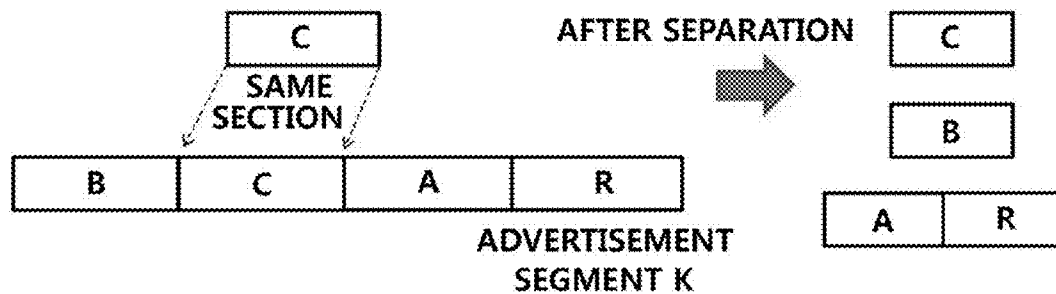 C
SAME
SECTION
B C A R
ADVERTISEMENT
SEGMENT K
AFTER SEPARATION
C
B
A R